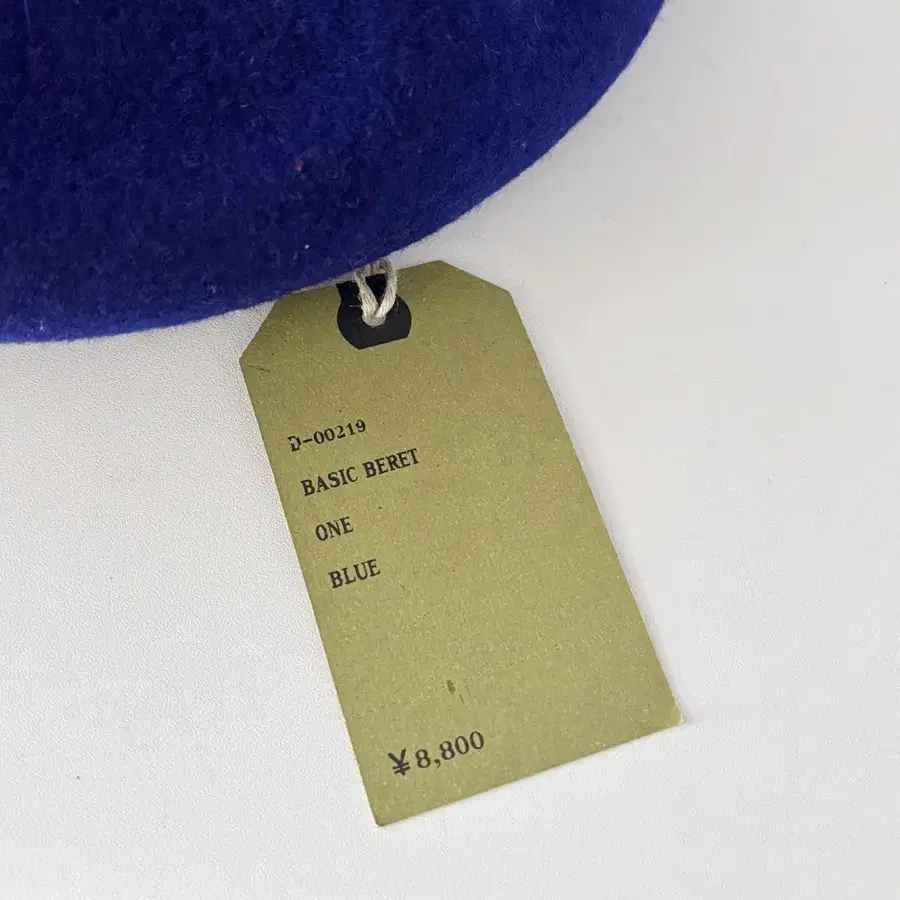 D-00219
BASIC BERET
ONE
BLUE
¥8,800